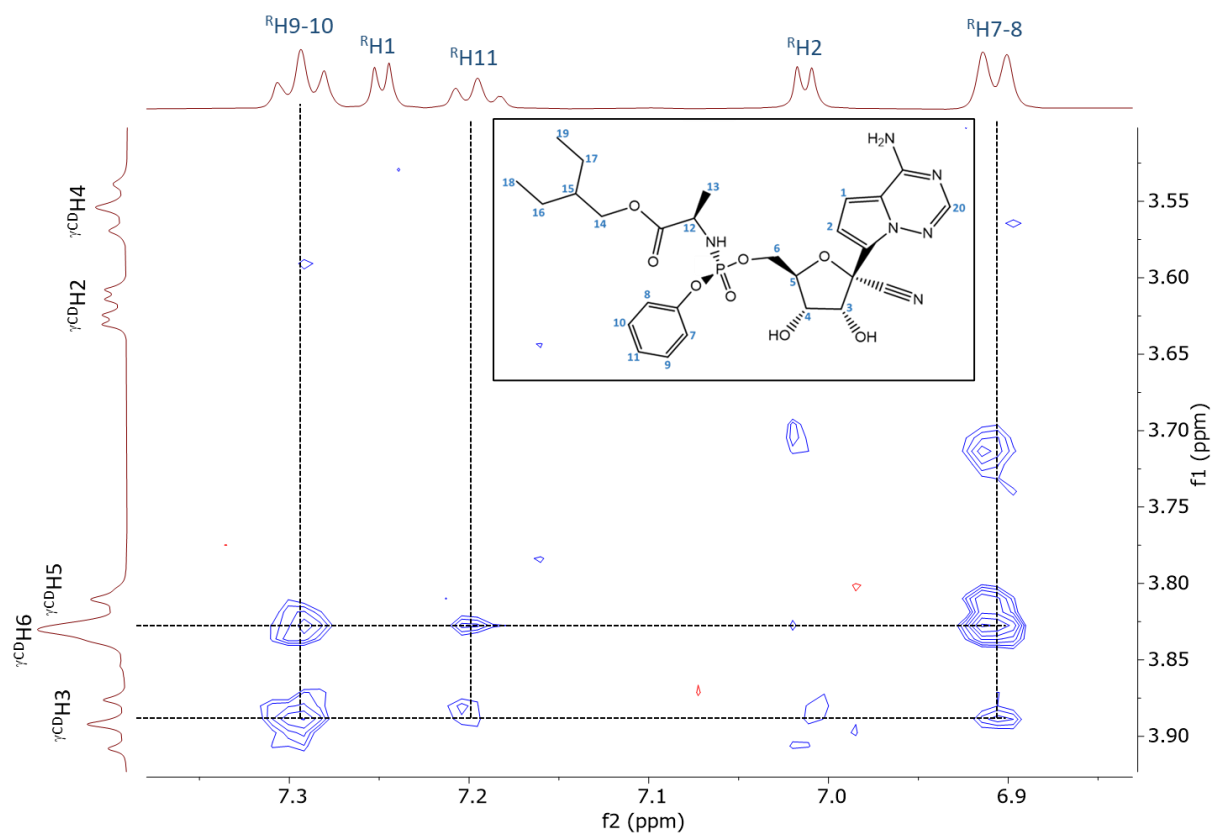 ᴿH9-10
ᴿH1
ᴿH11
ᴿH2
ᴿH7-8
γCDH4
γCDH2
γCDH5
γCDH6
γCDH3
19
17
18
15
16
14
O
O
13
12
NH
O
P
O
O
8
10
7
11
9
6
5
O
4
3
HO
OH
N
H₂N
N
N
N
1
2
20
3.55
3.60
3.65
3.70
3.75
3.80
3.85
3.90
f1 (ppm)
7.3
7.2
7.1
7.0
6.9
f2 (ppm)